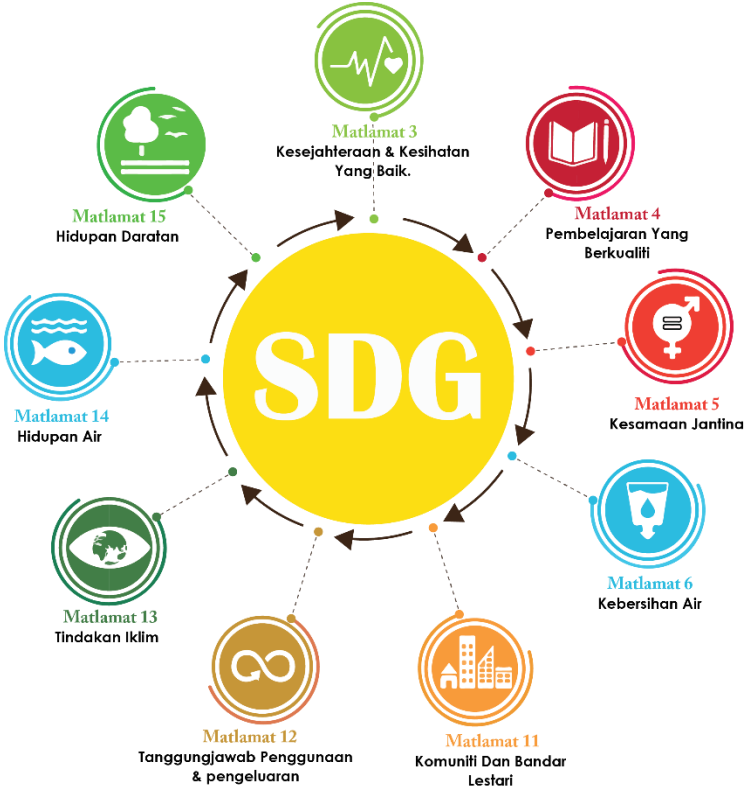 Matlamat 3
Kesejahteraan & Kesihatan
Yang Baik.
Matlamat 4
Pembelajaran Yang
Berkualiti
Matlamat 5
Kesamaan Jantina
Matlamat 6
Kebersihan Air
Matlamat 11
Komuniti Dan Bandar
Lestari
Matlamat 12
Tanggungjawab Penggunaan
& pengeluaran
Matlamat 13
Tindakan Iklim
Matlamat 14
Hidupan Air
Matlamat 15
Hidupan Daratan
SDG